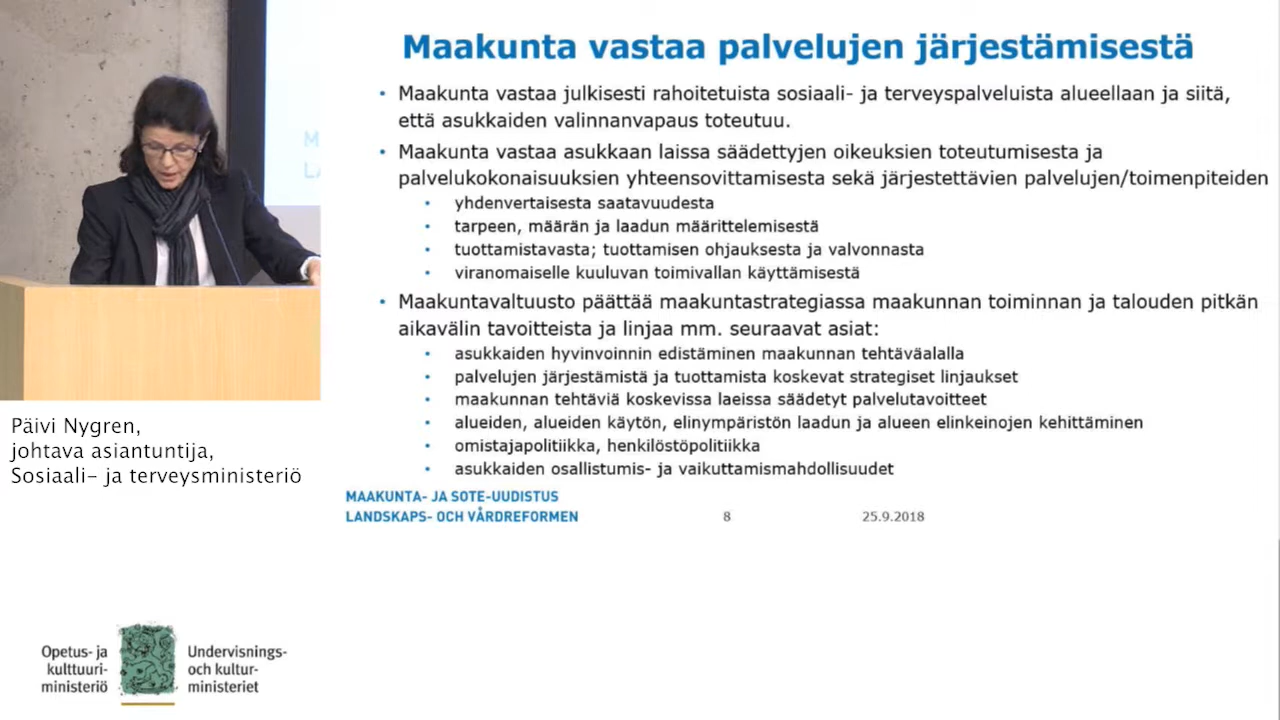 Maakunta vastaa palvelujen järjestämisestä
• Maakunta vastaa julkisesti rahoitetuista sosiaali- ja terveyspalveluista alueellaan ja siitä,
että asukkaiden valinnanvapaus toteutuu.
• Maakunta vastaa asukkaan laissa säädettyjen oikeuksien toteutumisesta ja
palvelukokonaisuuksien yhteensovittamisesta sekä järjestettävien palvelujen/toimenpiteiden
• yhdenvertaisesta saatavuudesta
• tarpeen, määrän ja laadun määrittelemisestä
• tuottamistavasta; tuottamisen ohjauksesta ja valvonnasta
• viranomaiselle kuuluvan toimivallan käyttämisestä
• Maakuntavaltuusto päättää maakuntastrategiassa maakunnan toiminnan ja talouden pitkän
aikavälin tavoitteista ja linjaa mm. seuraavat asiat:
• asukkaiden hyvinvoinnin edistäminen maakunnan tehtäväalalla
• palvelujen järjestämistä ja tuottamista koskevat strategiset linjaukset
• maakunnan tehtäviä koskevissa laeissa säädetyt palvelutavoitteet
• alueiden, alueiden käytön, elinympäristön laadun ja alueen elinkeinojen kehittäminen
• omistajapolitiikka, henkilöstöpolitiikka
• asukkaiden osallistumis- ja vaikuttamismahdollisuudet
MAAKUNTA- JA SOTE-UUDISTUS
LANDSKAPS- OCH VÅRDREFORMEN
8
25.9.2018
Päivi Nygren,
johtava asiantuntija,
Sosiaali- ja terveysministeriö
Opetus- ja
kulttuuri-
ministeriö
Undervisnings-
och kultur-
ministeriet